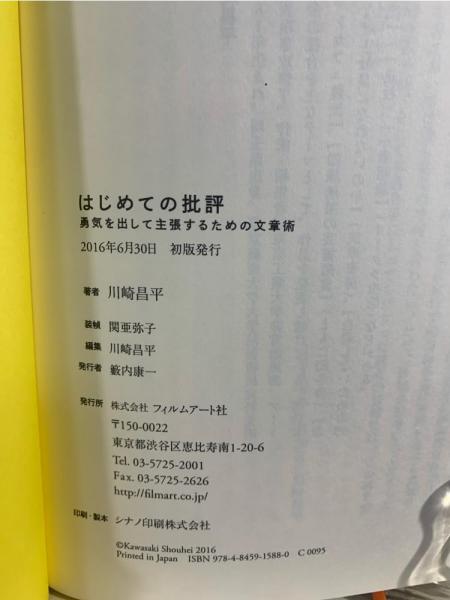 はじめての批評
勇気を出して主張するための文章術
2016年6月30日　初版発行
著者　川崎昌平
装幀　関亜弥子
編集　川崎昌平
発行者　籔内康一
発行所　株式会社 フィルムアート社
〒150-0022
東京都渋谷区恵比寿南1-20-6
Tel. 03-5725-2001
Fax. 03-5725-2626
http://filmart.co.jp/
印刷・製本　シナノ印刷株式会社
©Kawasaki Shouhei 2016
Printed in Japan　ISBN 978-4-8459-1588-0　C 0095